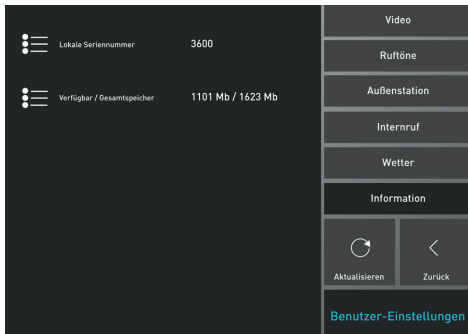 Lokale Seriennummer 3600
Verfügbar / Gesamtspeicher 1101 Mb / 1623 Mb
Video
Ruftöne
Außenstation
Internruf
Wetter
Information
Aktualisieren Zurück
Benutzer-Einstellungen